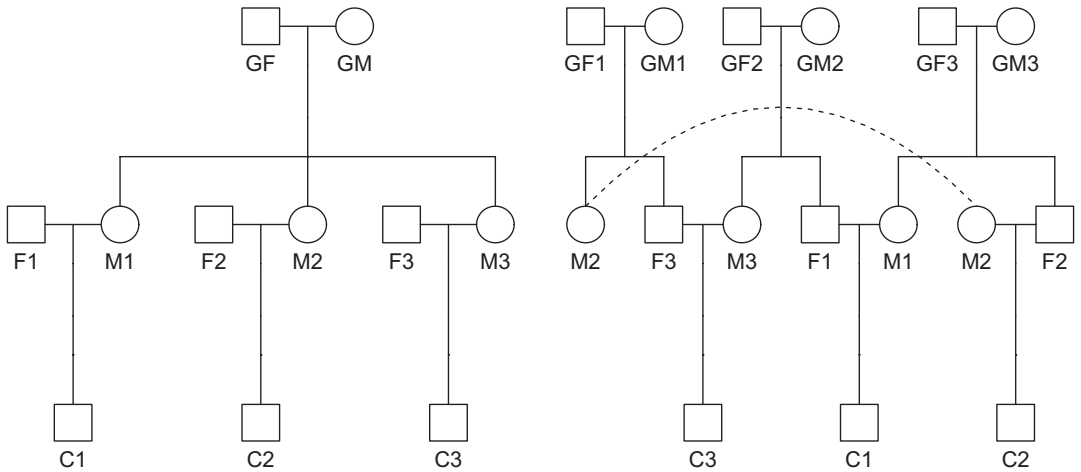 GF GM GF1 GM1 GF2 GM2 GF3 GM3
F1 M1 F2 M2 F3 M3 M2 F3 M3 F1 M1 M2 F2
C1 C2 C3 C3 C1 C2